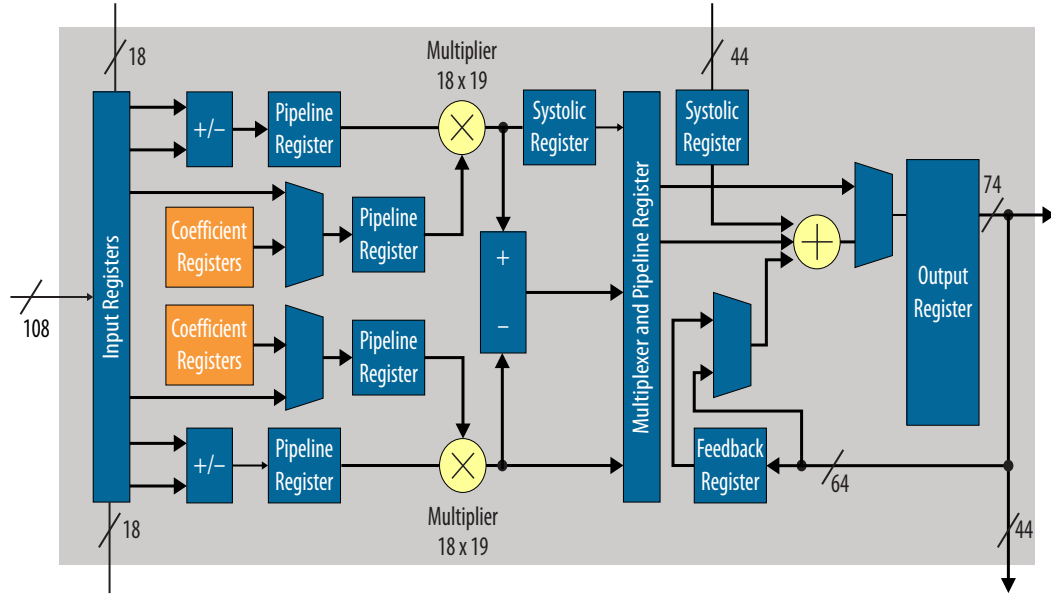 18
44
Multiplier
18 x 19
+/−
Pipeline
Register
Systolic
Register
Systolic
Register
Input Registers
Coefficient
Registers
Pipeline
Register
Multiplexer and Pipeline Register
74
+
−
Output
Register
108
Coefficient
Registers
Pipeline
Register
+/−
Pipeline
Register
Feedback
Register
64
18
Multiplier
18 x 19
44